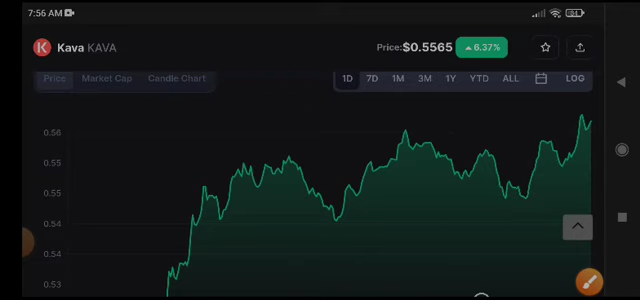 7:56 AM
Kava KAVA
Price: $0.5565
6.37%
Price Market Cap Candle Chart
1D 7D 1M 3M 1Y YTD ALL LOG
0.56
0.55
0.55
0.54
0.54
0.53